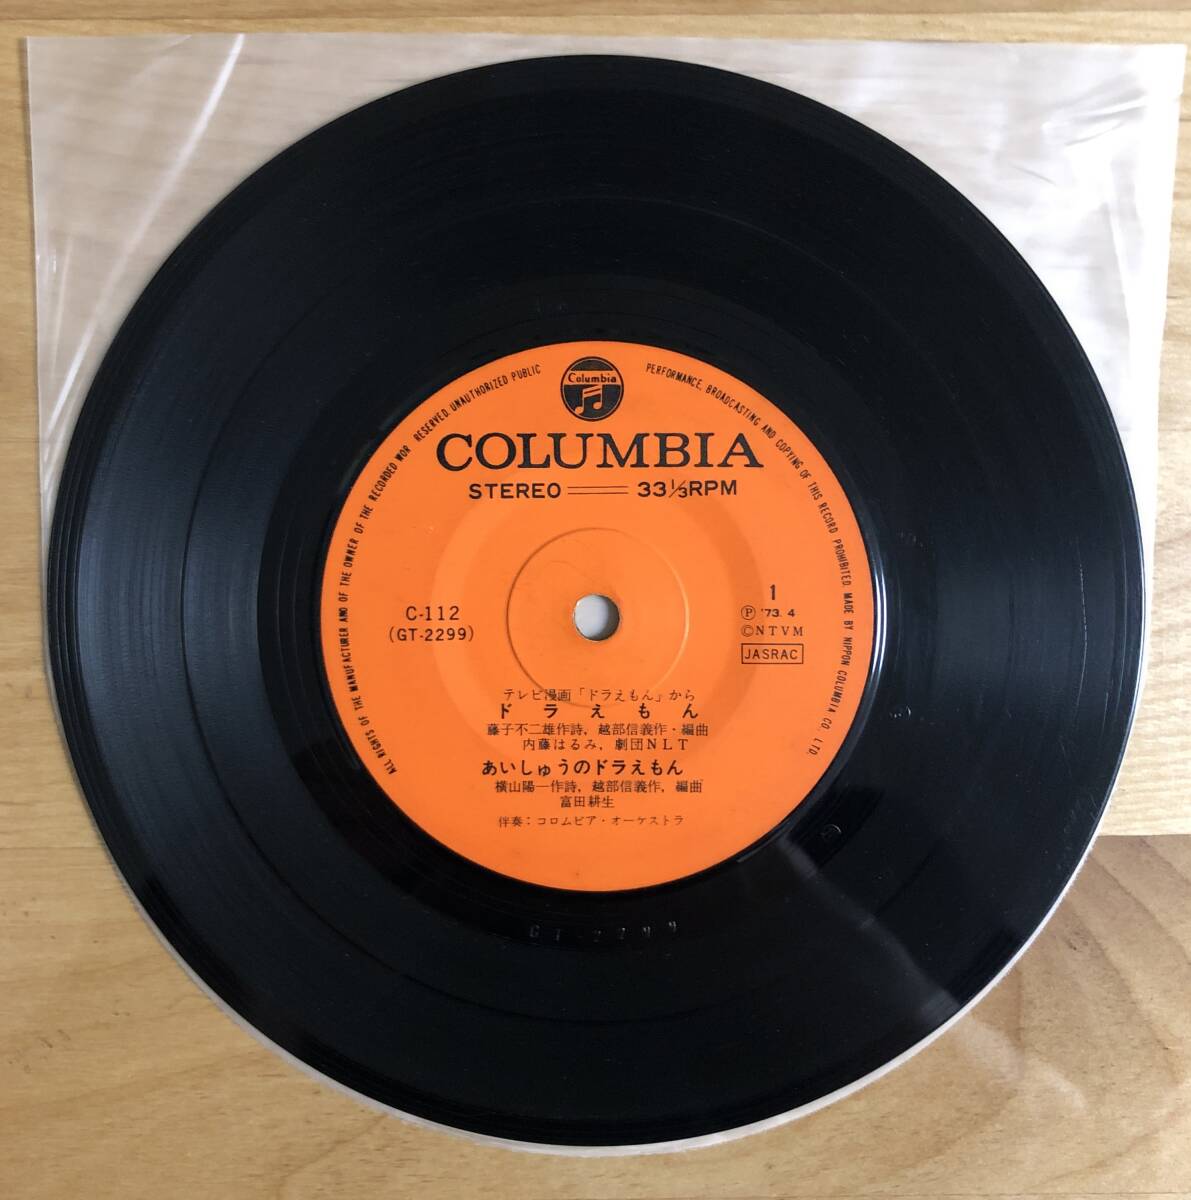 Columbia
COLUMBIA
STEREO 33⅓RPM
ALL RIGHTS OF THE MANUFACTURER AND OF THE OWNER OF THE RECORDED WOR RESERVED. UNAUTHORIZED PUBLIC PERFORMANCE, BROADCASTING AND COPYING OF THIS RECORD PROHIBITED. MADE BY NIPPON COLUMBIA CO. LTD.
C-112
(GT-2299)
1
Ⓟ '73.4
©NTVM
JASRAC
テレビ漫画「ドラえもん」から
ドラえもん
藤子不二雄作詩, 越部信義作・編曲
内藤はるみ, 劇団NLT
あいしゅうのドラえもん
横山陽一作詩, 越部信義作, 編曲
富田耕生
伴奏：コロムビア・オーケストラ
GT-2299